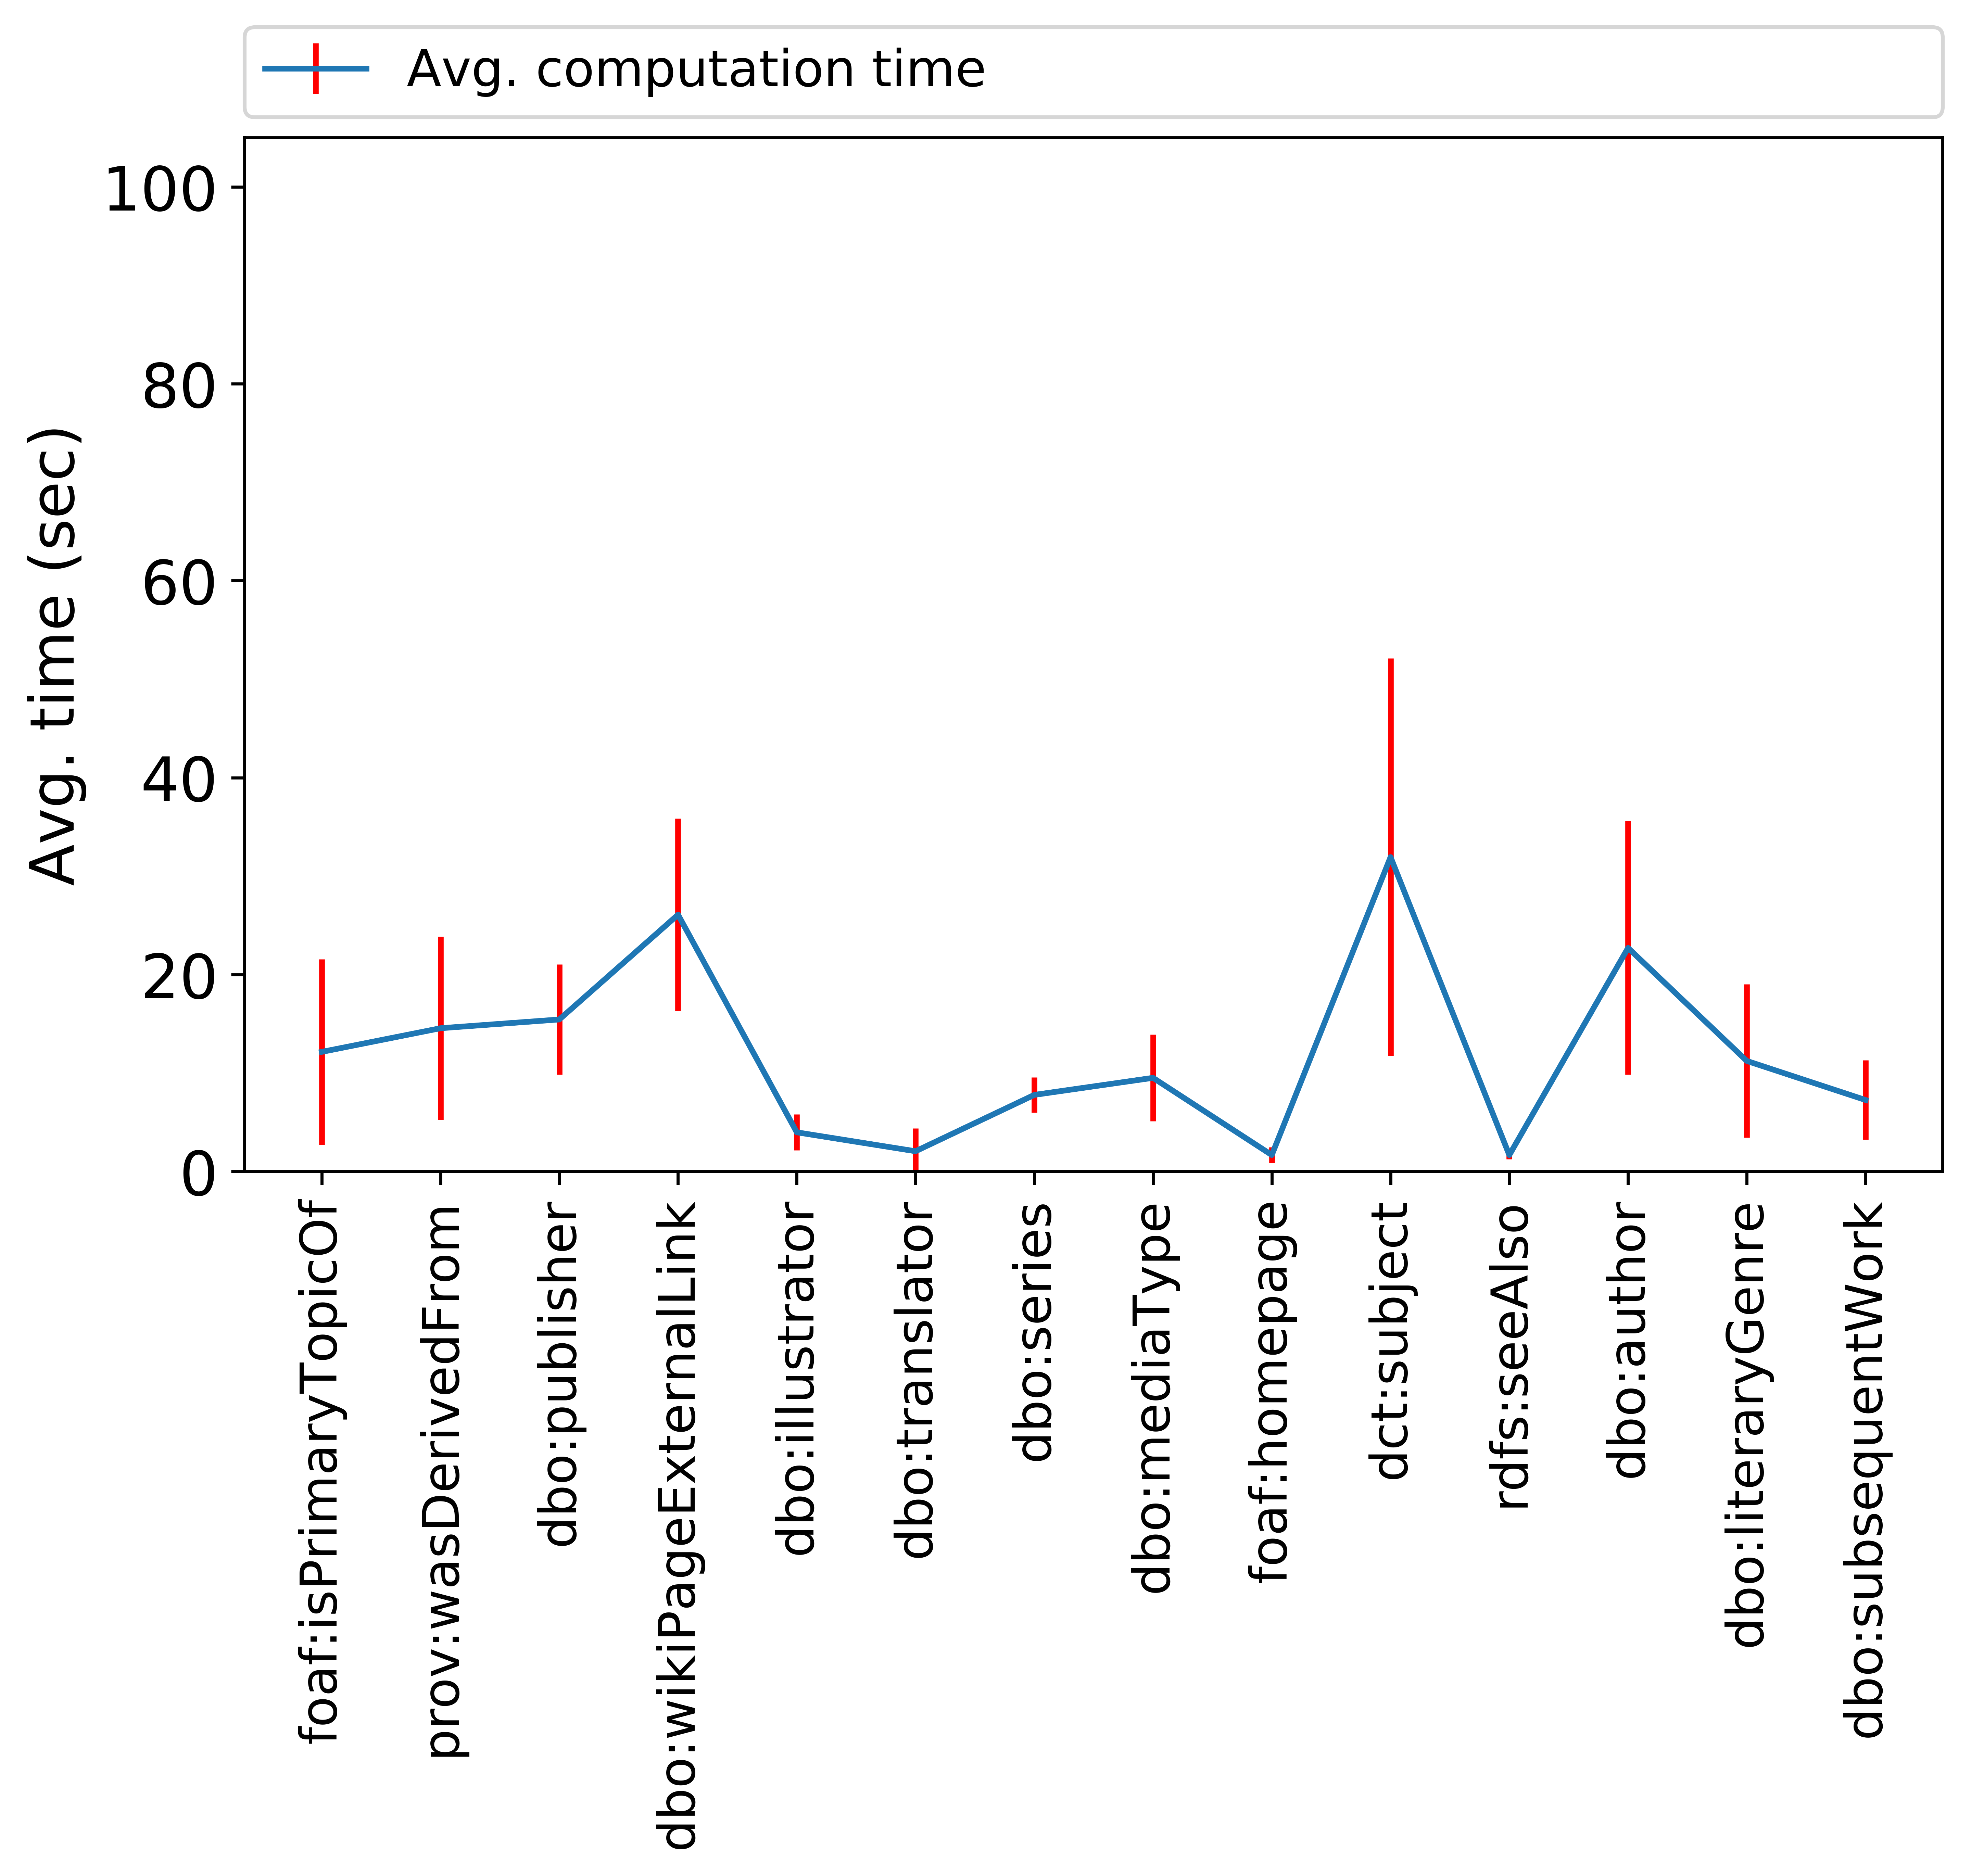 Avg. computation time
Avg. time (sec)
100
80
60
40
20
0
foaf:isPrimaryTopicOf
prov:wasDerivedFrom
dbo:publisher
dbo:wikiPageExternalLink
dbo:illustrator
dbo:translator
dbo:series
dbo:mediaType
foaf:homepage
dct:subject
rdfs:seeAlso
dbo:author
dbo:literaryGenre
dbo:subsequentWork